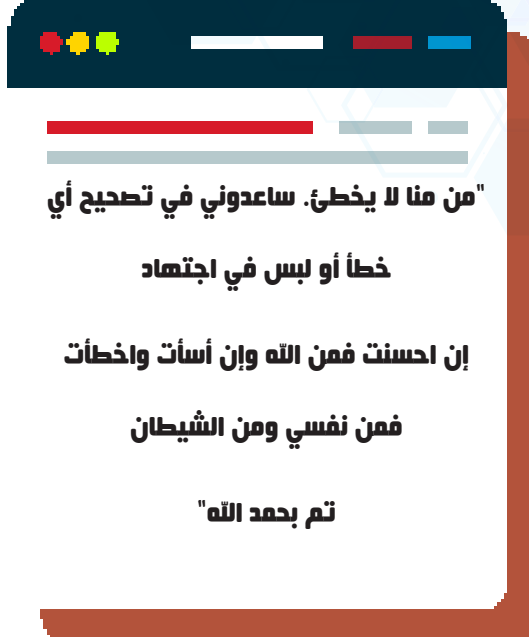 "من منا لا يخطئ. ساعدوني في تصحيح أي
خطأ أو لبس في اجتهاد
إن احسنت فمن الله وإن أسأت واخطأت
فمن نفسي ومن الشيطان
تم بحمد الله"